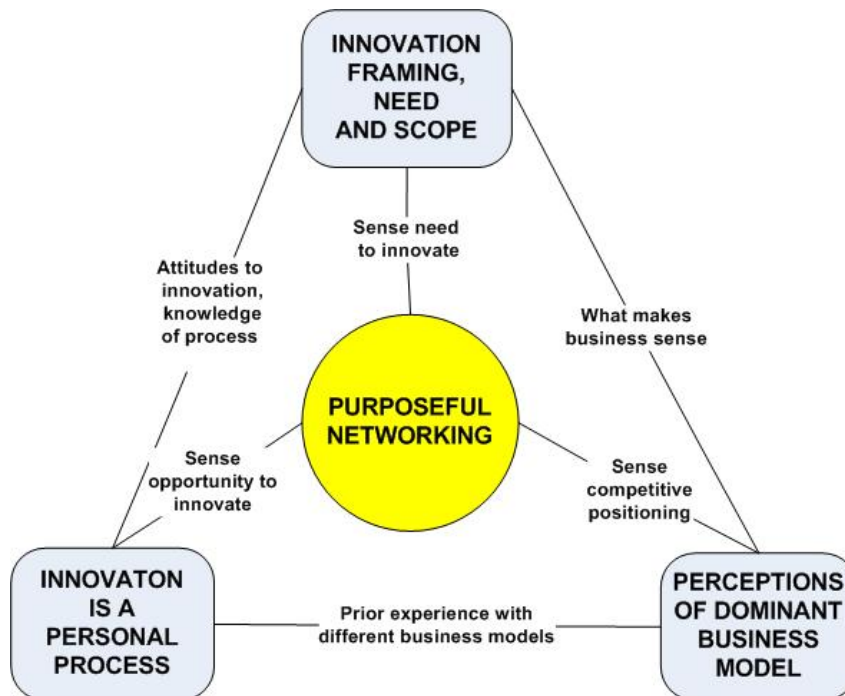 INNOVATION
FRAMING,
NEED
AND SCOPE
Sense need
to innovate
Attitudes to
innovation,
knowledge
of process
What makes
business sense
PURPOSEFUL
NETWORKING
Sense
opportunity to
innovate
Sense
competitive
positioning
INNOVATON
IS A
PERSONAL
PROCESS
Prior experience with
different business models
PERCEPTIONS
OF DOMINANT
BUSINESS
MODEL